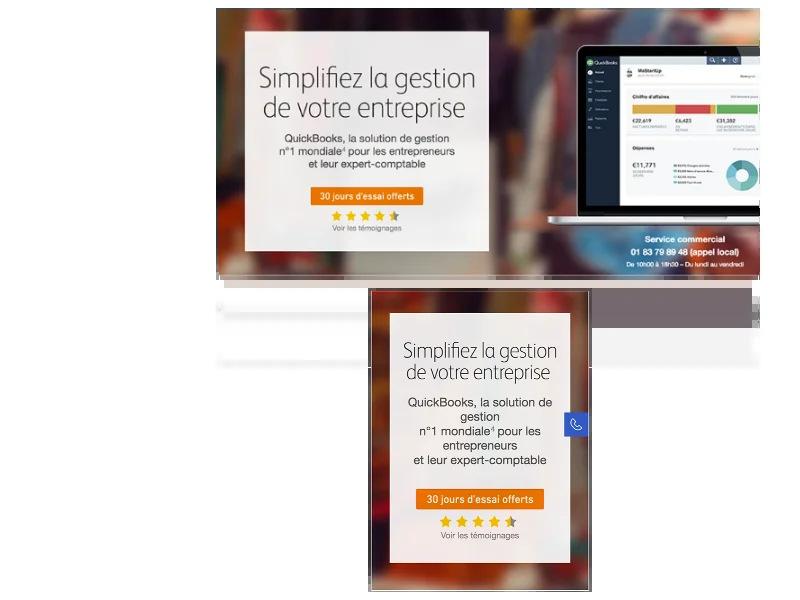 Simplifiez la gestion
de votre entreprise
QuickBooks, la solution de gestion
n°1 mondiale⁴ pour les entrepreneurs
et leur expert-comptable
30 jours d'essai offerts
Voir les témoignages
QuickBooks
WeStartUp
Chiffre d'affaires
€22,619
€6,423
€31,352
Dépenses
€11,771
Service commercial
01 83 79 89 48 (appel local)
De 10h00 à 18h30 – Du lundi au vendredi
Simplifiez la gestion
de votre entreprise
QuickBooks, la solution de
gestion
n°1 mondiale⁴ pour les
entrepreneurs
et leur expert-comptable
30 jours d'essai offerts
Voir les témoignages